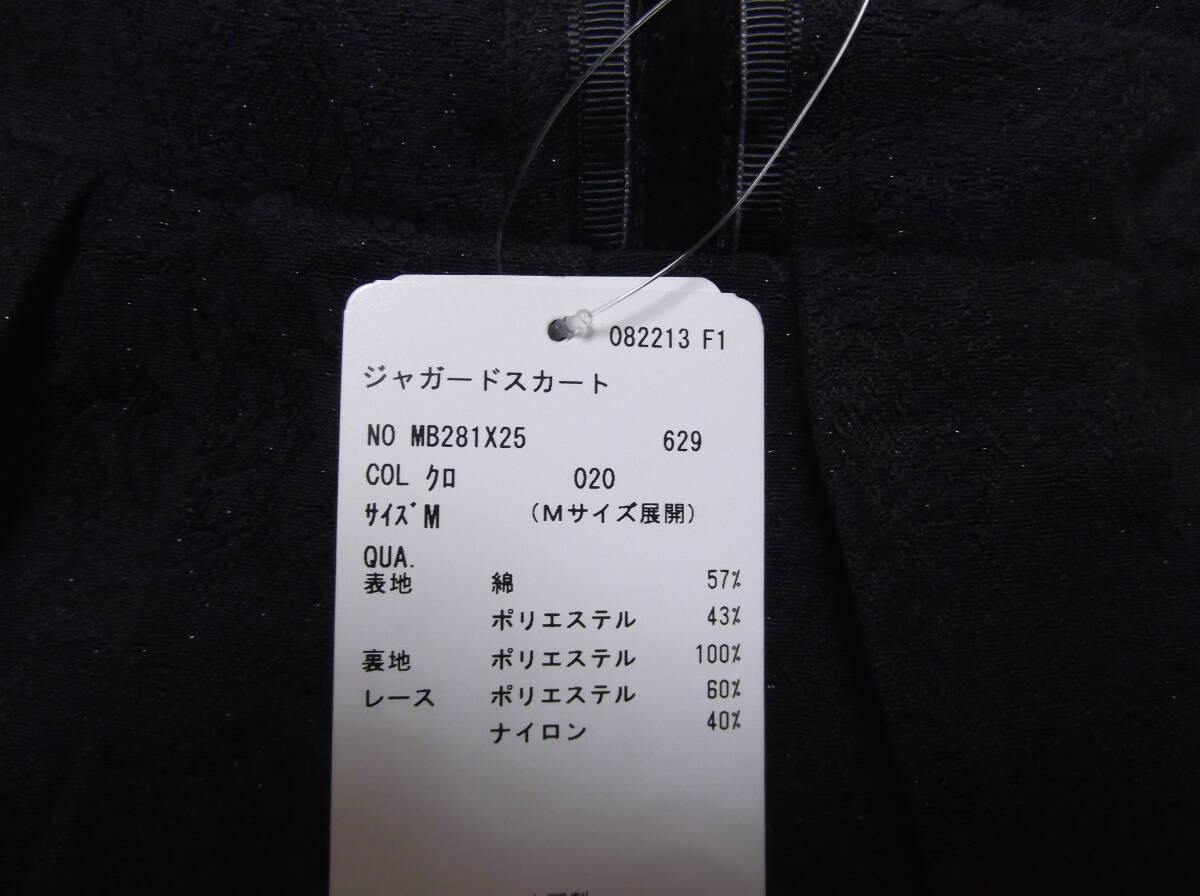 082213 F1
ジャガードスカート
NO MB281X25 629
COL クロ 020
サイズ M (Mサイズ展開)
QUA.
表地 綿 57%
ポリエステル 43%
裏地 ポリエステル 100%
レース ポリエステル 60%
ナイロン 40%